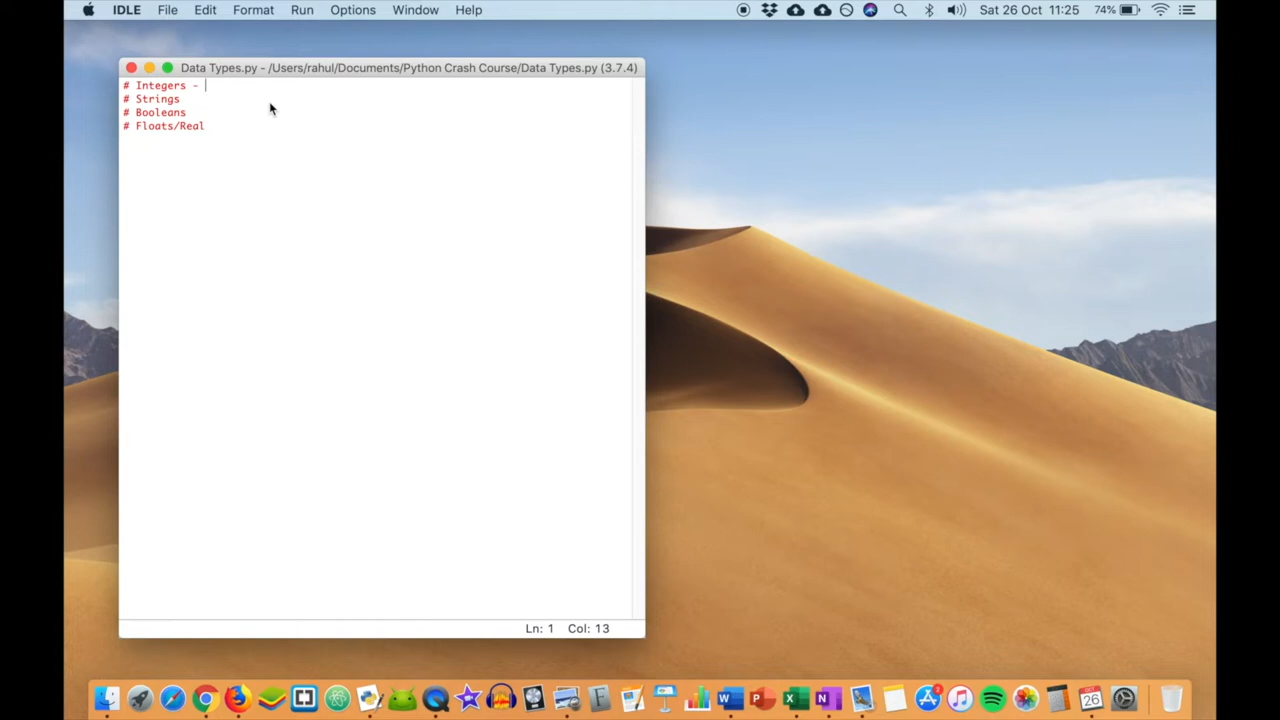 IDLE File Edit Format Run Options Window Help Sat 26 Oct 11:25 74%
Data Types.py - /Users/rahul/Documents/Python Crash Course/Data Types.py (3.7.4)
# Integers -
# Strings
# Booleans
# Floats/Real
Ln: 1 Col: 13